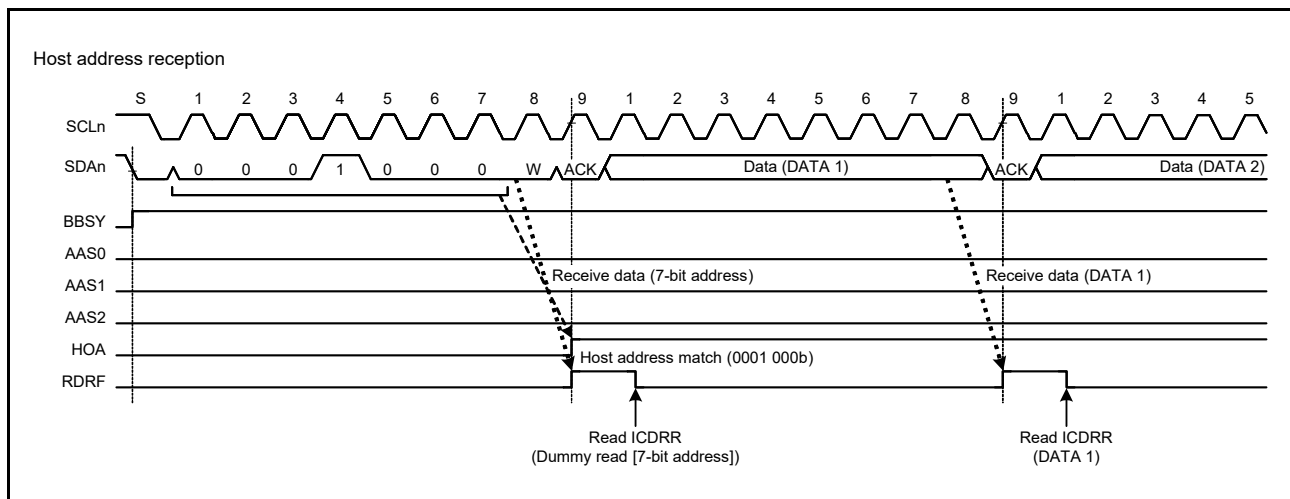 Host address reception
S 1 2 3 4 5 6 7 8 9 1 2 3 4 5 6 7 8 9 1 2 3 4 5
SCLn
SDAn 0 0 0 1 0 0 0 W ACK Data (DATA 1) ACK Data (DATA 2)
BBSY
AAS0
AAS1 Receive data (7-bit address) Receive data (DATA 1)
AAS2
HOA Host address match (0001 000b)
RDRF
Read ICDRR Read ICDRR
(Dummy read [7-bit address]) (DATA 1)